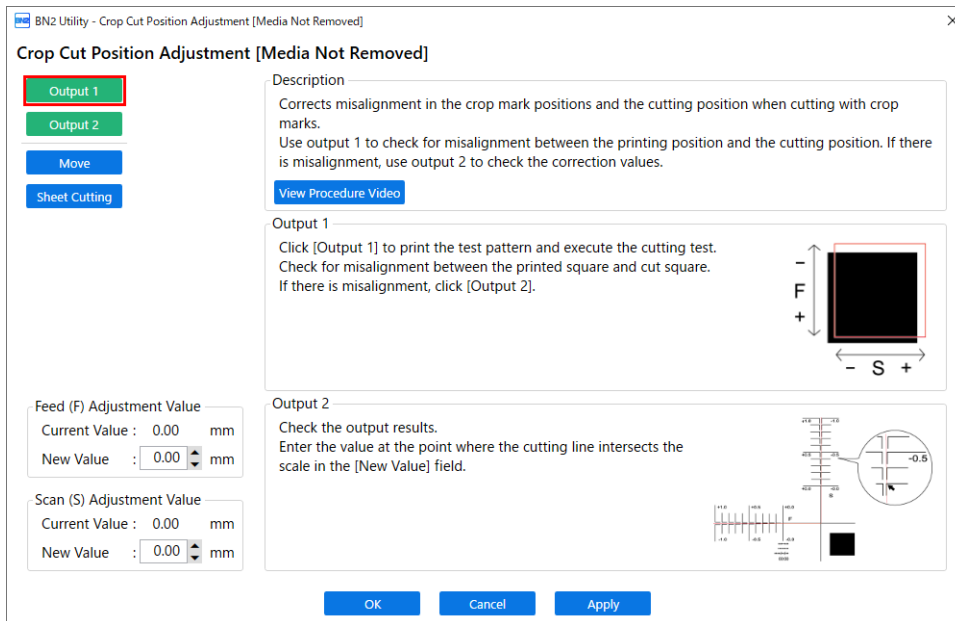 BN2 BN2 Utility - Crop Cut Position Adjustment [Media Not Removed]
Crop Cut Position Adjustment [Media Not Removed]
Output 1
Output 2
Move
Sheet Cutting
Description
Corrects misalignment in the crop mark positions and the cutting position when cutting with crop
marks.
Use output 1 to check for misalignment between the printing position and the cutting position. If there
is misalignment, use output 2 to check the correction values.
View Procedure Video
Output 1
Click [Output 1] to print the test pattern and execute the cutting test.
Check for misalignment between the printed square and cut square.
If there is misalignment, click [Output 2].
−
F
+
− S +
Feed (F) Adjustment Value
Current Value : 0.00 mm
New Value : 0.00 mm
Scan (S) Adjustment Value
Current Value : 0.00 mm
New Value : 0.00 mm
Output 2
Check the output results.
Enter the value at the point where the cutting line intersects the
scale in the [New Value] field.
-0.5
OK Cancel Apply